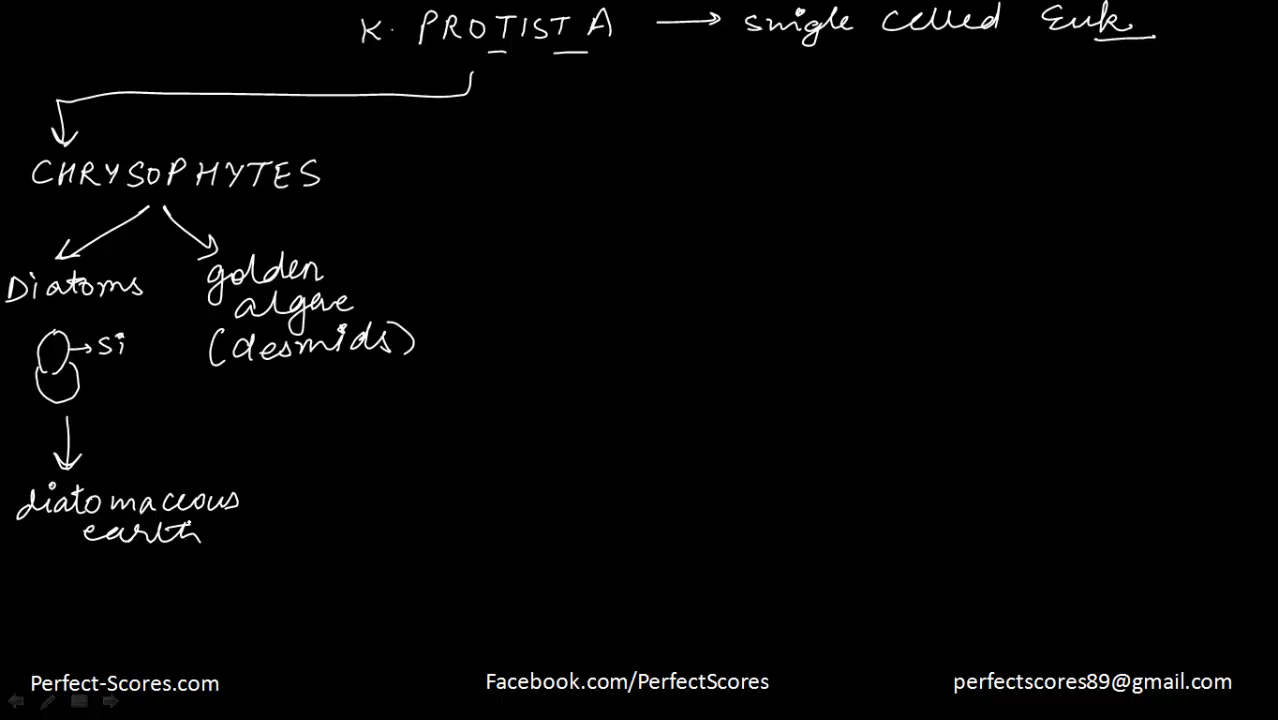 K. PROTISTA → single celled Euk
CHRYSOPHYTES
Diatoms
golden
algae
(desmids)
→ Si
diatomaceous
earth
Perfect-Scores.com
Facebook.com/PerfectScores
perfectscores89@gmail.com